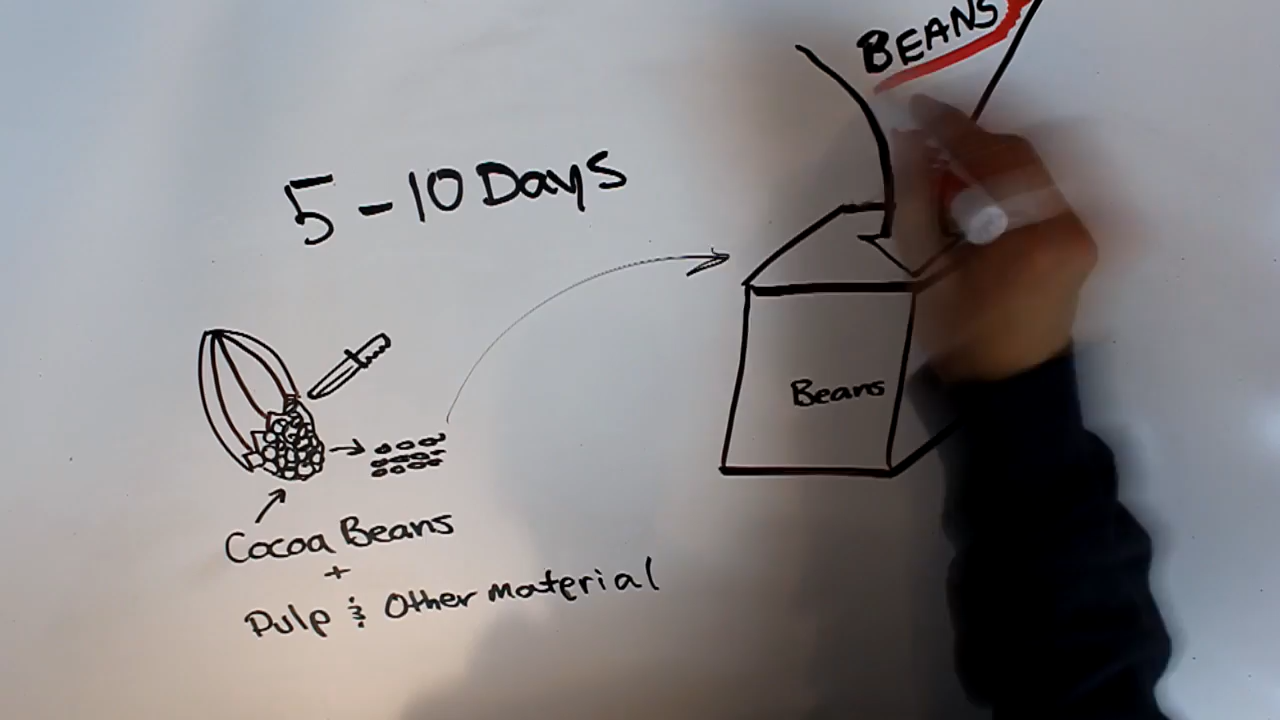 BEANS
5-10 Days
Beans
Cocoa Beans
+
Pulp & Other material